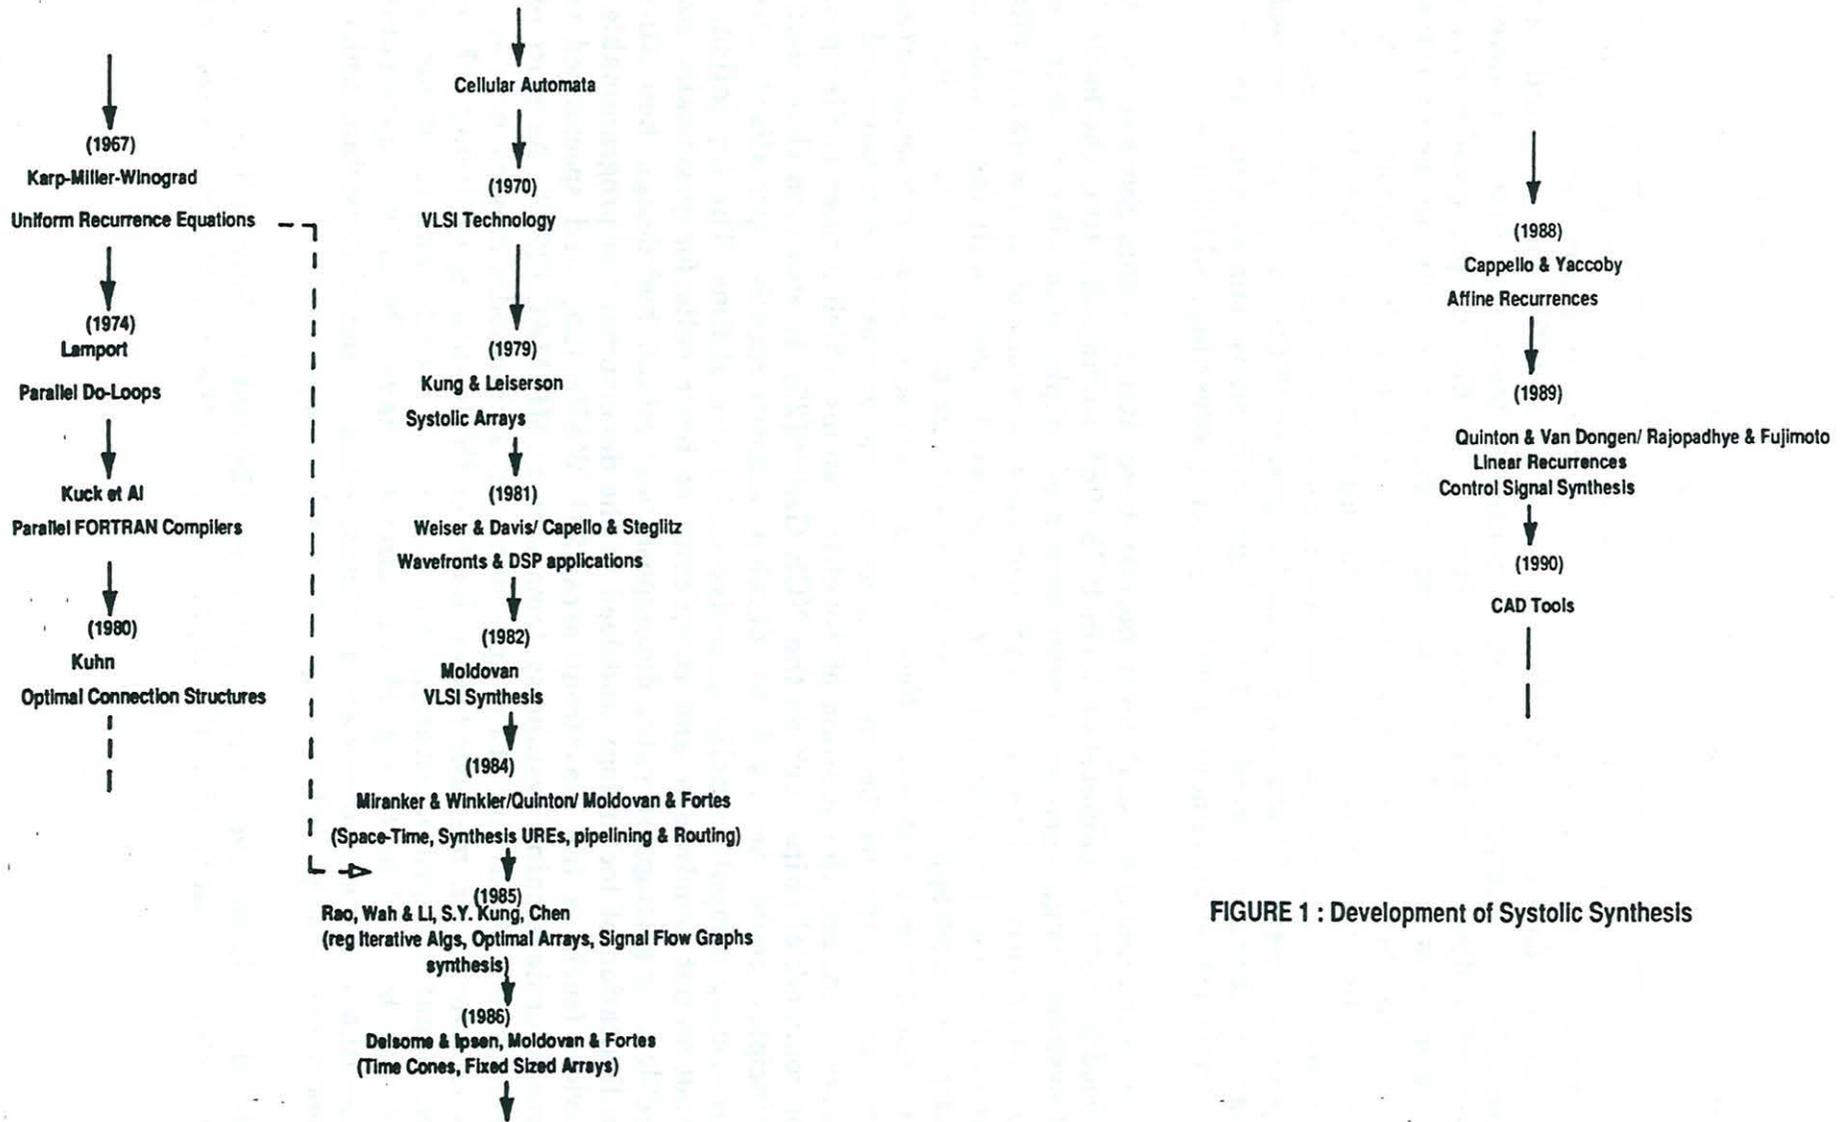 (1967)
Karp-Miller-Winograd
Uniform Recurrence Equations
(1974)
Lamport
Parallel Do-Loops
Kuck et Al
Parallel FORTRAN Compilers
(1980)
Kuhn
Optimal Connection Structures
Cellular Automata
(1970)
VLSI Technology
(1979)
Kung & Leiserson
Systolic Arrays
(1981)
Weiser & Davis/ Capello & Steglitz
Wavefronts & DSP applications
(1982)
Moldovan
VLSI Synthesis
(1984)
Miranker & Winkler/Quinton/ Moldovan & Fortes
(Space-Time, Synthesis UREs, pipelining & Routing)
(1985)
Rao, Wah & Li, S.Y. Kung, Chen
(reg Iterative Algs, Optimal Arrays, Signal Flow Graphs
synthesis)
(1986)
Delsome & Ipsen, Moldovan & Fortes
(Time Cones, Fixed Sized Arrays)
(1988)
Cappello & Yaccoby
Affine Recurrences
(1989)
Quinton & Van Dongen/ Rajopadhye & Fujimoto
Linear Recurrences
Control Signal Synthesis
(1990)
CAD Tools
FIGURE 1 : Development of Systolic Synthesis